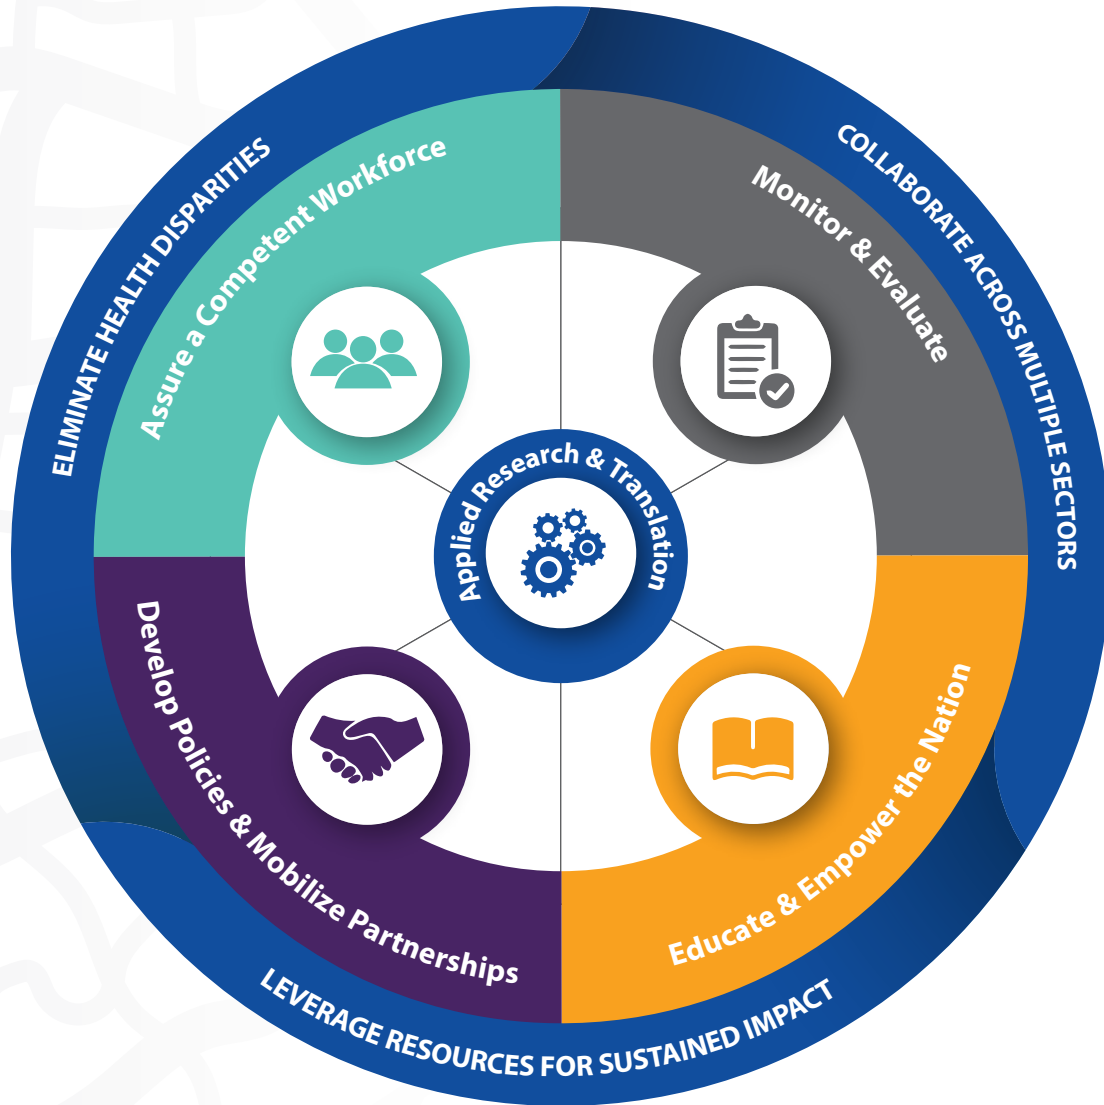 ELIMINATE HEALTH DISPARITIES
COLLABORATE ACROSS MULTIPLE SECTORS
LEVERAGE RESOURCES FOR SUSTAINED IMPACT
Assure a Competent Workforce
Monitor & Evaluate
Educate & Empower the Nation
Develop Policies & Mobilize Partnerships
Applied Research & Translation